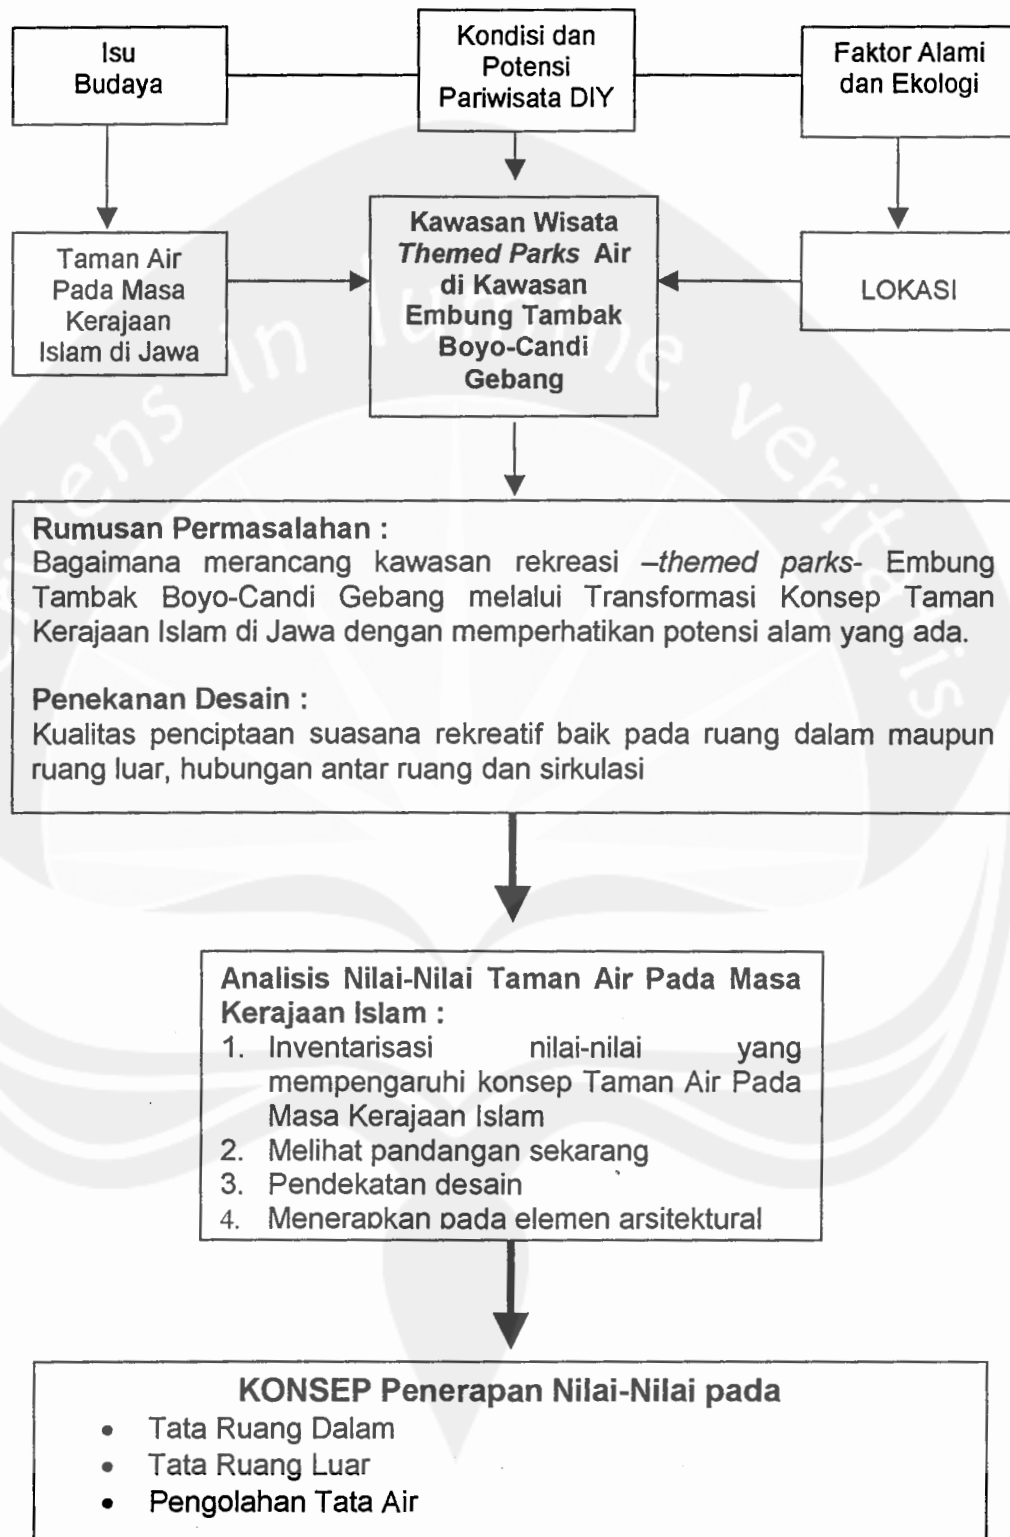 Isu
Budaya
Kondisi dan
Potensi
Pariwisata DIY
Faktor Alami
dan Ekologi
Taman Air
Pada Masa
Kerajaan
Islam di Jawa
Kawasan Wisata
Themed Parks Air
di Kawasan
Embung Tambak
Boyo-Candi
Gebang
LOKASI
Rumusan Permasalahan :
Bagaimana merancang kawasan rekreasi –themed parks- Embung
Tambak Boyo-Candi Gebang melalui Transformasi Konsep Taman
Kerajaan Islam di Jawa dengan memperhatikan potensi alam yang ada.
Penekanan Desain :
Kualitas penciptaan suasana rekreatif baik pada ruang dalam maupun
ruang luar, hubungan antar ruang dan sirkulasi
Analisis Nilai-Nilai Taman Air Pada Masa
Kerajaan Islam :
1. Inventarisasi nilai-nilai yang
mempengaruhi konsep Taman Air Pada
Masa Kerajaan Islam
2. Melihat pandangan sekarang
3. Pendekatan desain
4. Menerapkan pada elemen arsitektural
KONSEP Penerapan Nilai-Nilai pada
• Tata Ruang Dalam
• Tata Ruang Luar
• Pengolahan Tata Air
in lumine veritalis